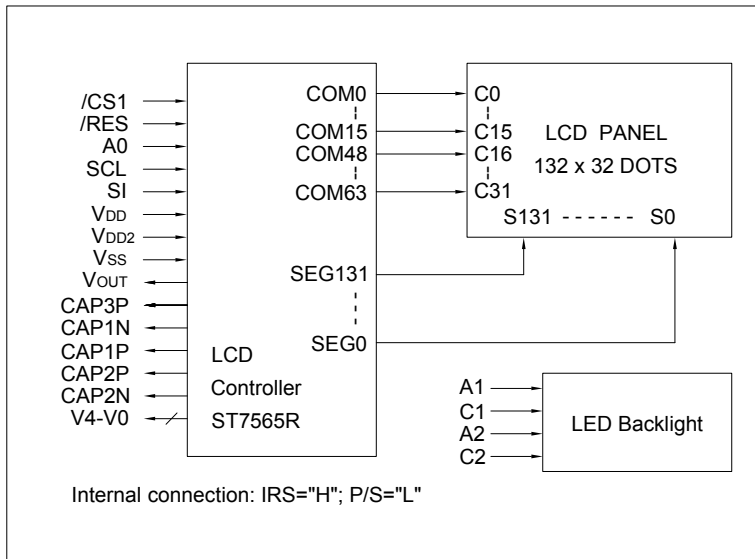 /CS1
/RES
A0
SCL
SI
VDD
VDD2
VSS
VOUT
CAP3P
CAP1N
CAP1P
CAP2P
CAP2N
V4-V0
COM0
COM15
COM48
COM63
SEG131
SEG0
LCD
Controller
ST7565R
C0
C15
C16
C31
LCD PANEL
132 x 32 DOTS
S131 ------ S0
A1
C1
A2
C2
LED Backlight
Internal connection: IRS="H"; P/S="L"